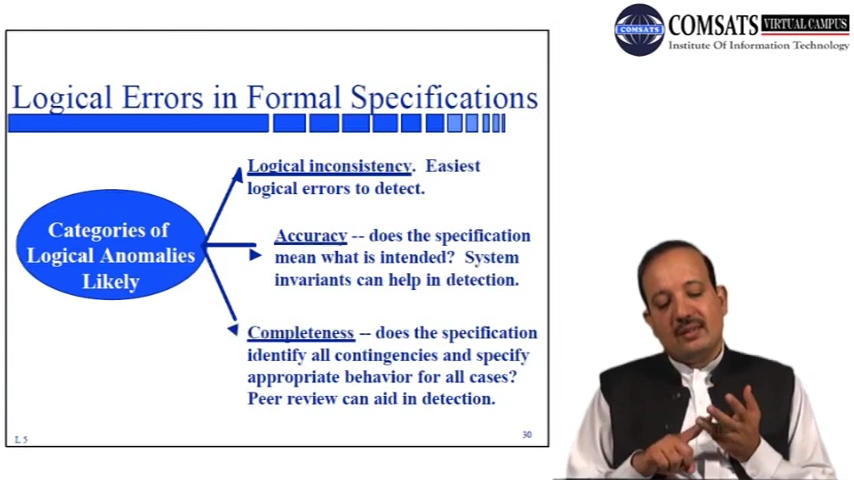 COMSATS VIRTUAL CAMPUS
COMSATS
Institute Of Information Technology
Logical Errors in Formal Specifications
Categories of
Logical Anomalies
Likely
Logical inconsistency. Easiest
logical errors to detect.
Accuracy -- does the specification
mean what is intended? System
invariants can help in detection.
Completeness -- does the specification
identify all contingencies and specify
appropriate behavior for all cases?
Peer review can aid in detection.
L 5
30